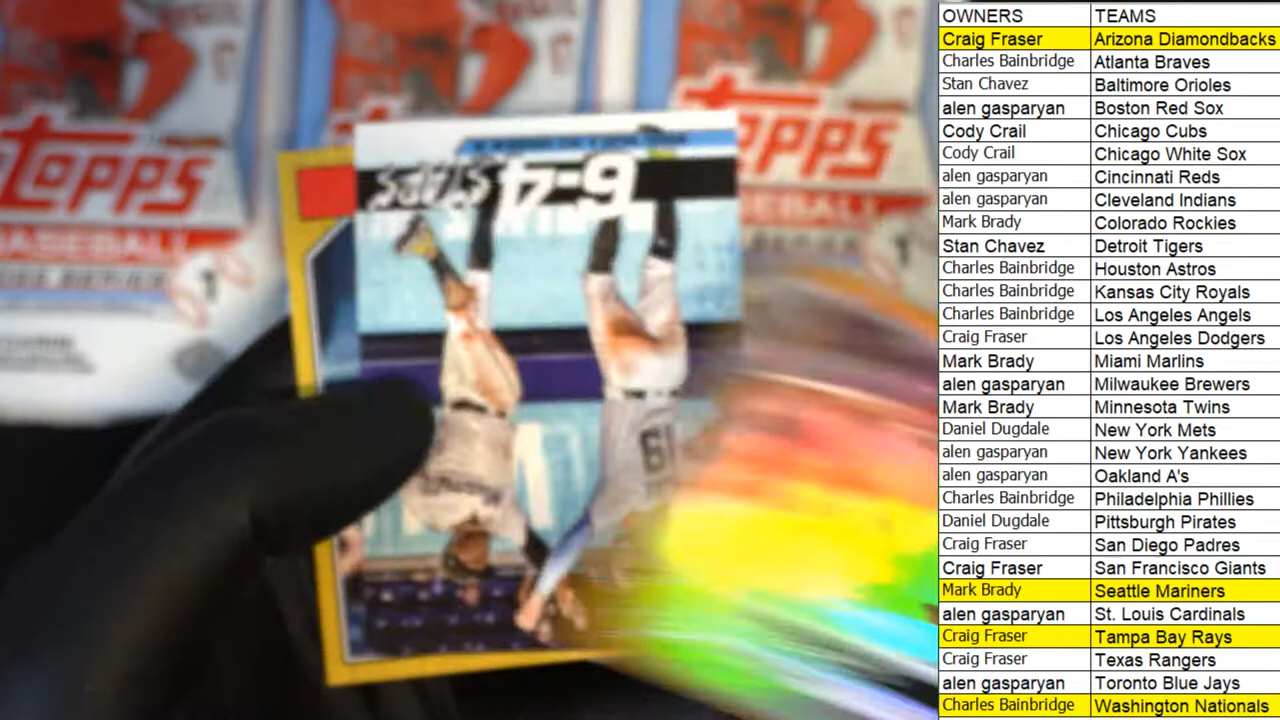 OWNERS TEAMS
Craig Fraser Arizona Diamondbacks
Charles Bainbridge Atlanta Braves
Stan Chavez Baltimore Orioles
alen gasparyan Boston Red Sox
Cody Crail Chicago Cubs
Cody Crail Chicago White Sox
alen gasparyan Cincinnati Reds
alen gasparyan Cleveland Indians
Mark Brady Colorado Rockies
Stan Chavez Detroit Tigers
Charles Bainbridge Houston Astros
Charles Bainbridge Kansas City Royals
Charles Bainbridge Los Angeles Angels
Craig Fraser Los Angeles Dodgers
Mark Brady Miami Marlins
alen gasparyan Milwaukee Brewers
Mark Brady Minnesota Twins
Daniel Dugdale New York Mets
alen gasparyan New York Yankees
alen gasparyan Oakland A's
Charles Bainbridge Philadelphia Phillies
Daniel Dugdale Pittsburgh Pirates
Craig Fraser San Diego Padres
Craig Fraser San Francisco Giants
Mark Brady Seattle Mariners
alen gasparyan St. Louis Cardinals
Craig Fraser Tampa Bay Rays
Craig Fraser Texas Rangers
alen gasparyan Toronto Blue Jays
Charles Bainbridge Washington Nationals
Topps
BASEBALL
SERIES
1
19